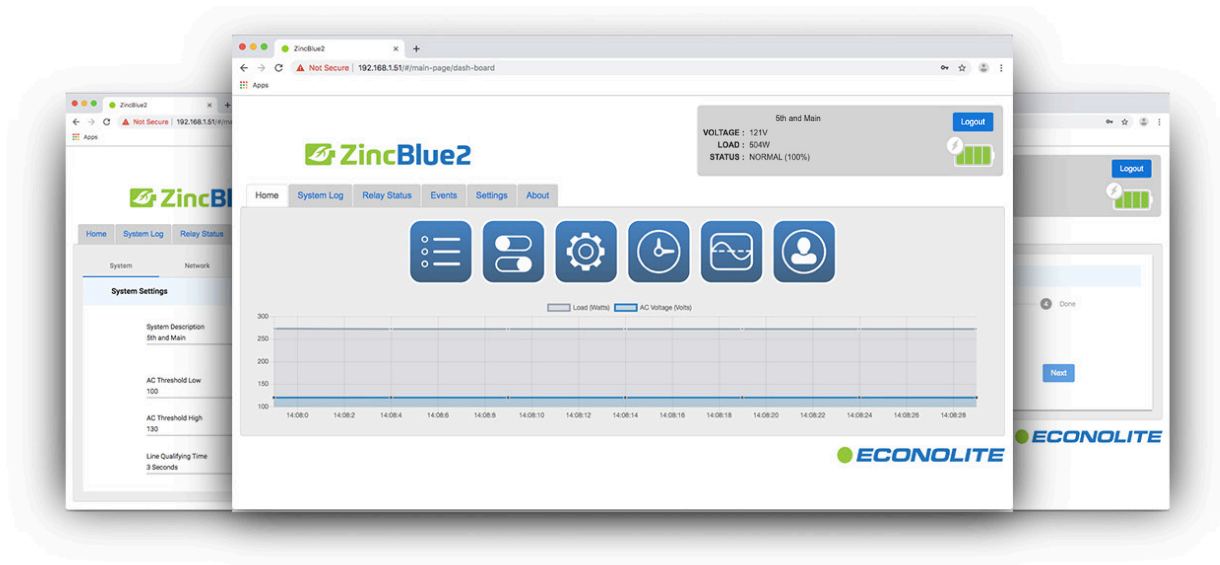 ZincBlue2
Not Secure | 192.168.1.51/#/main-page/dash-board
Apps
ZincBlue2
5th and Main
VOLTAGE : 121V
LOAD : 504W
STATUS : NORMAL (100%)
Logout
Home System Log Relay Status Events Settings About
Load (Watts) AC Voltage (Volts)
300
250
200
150
100
14:08:0 14:08:2 14:08:4 14:08:6 14:08:8 14:08:10 14:08:12 14:08:14 14:08:16 14:08:18 14:08:20 14:08:22 14:08:24 14:08:26 14:08:28
ECONOLITE
ZincBlue2
Not Secure | 192.168.1.51/#/ma
Apps
ZincBl
Home System Log Relay Status
System Network
System Settings
System Description
5th and Main
AC Threshold Low
100
AC Threshold High
130
Line Qualifying Time
3 Seconds
Logout
4 Done
Next
ECONOLITE